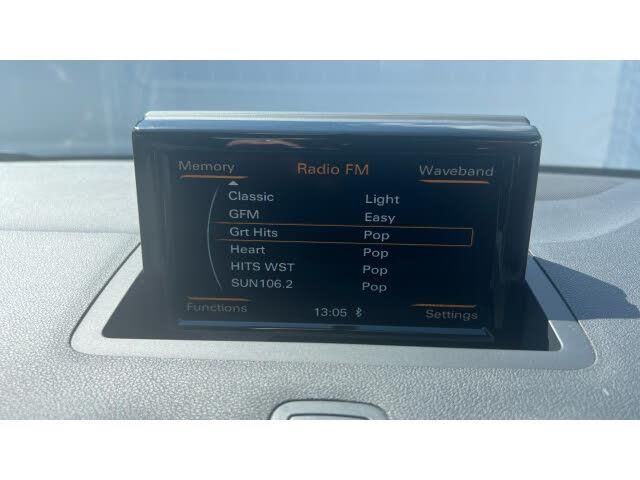 Memory Radio FM Waveband
Classic Light
GFM Easy
Grt Hits Pop
Heart Pop
HITS WST Pop
SUN106.2 Pop
Functions 13:05 Settings